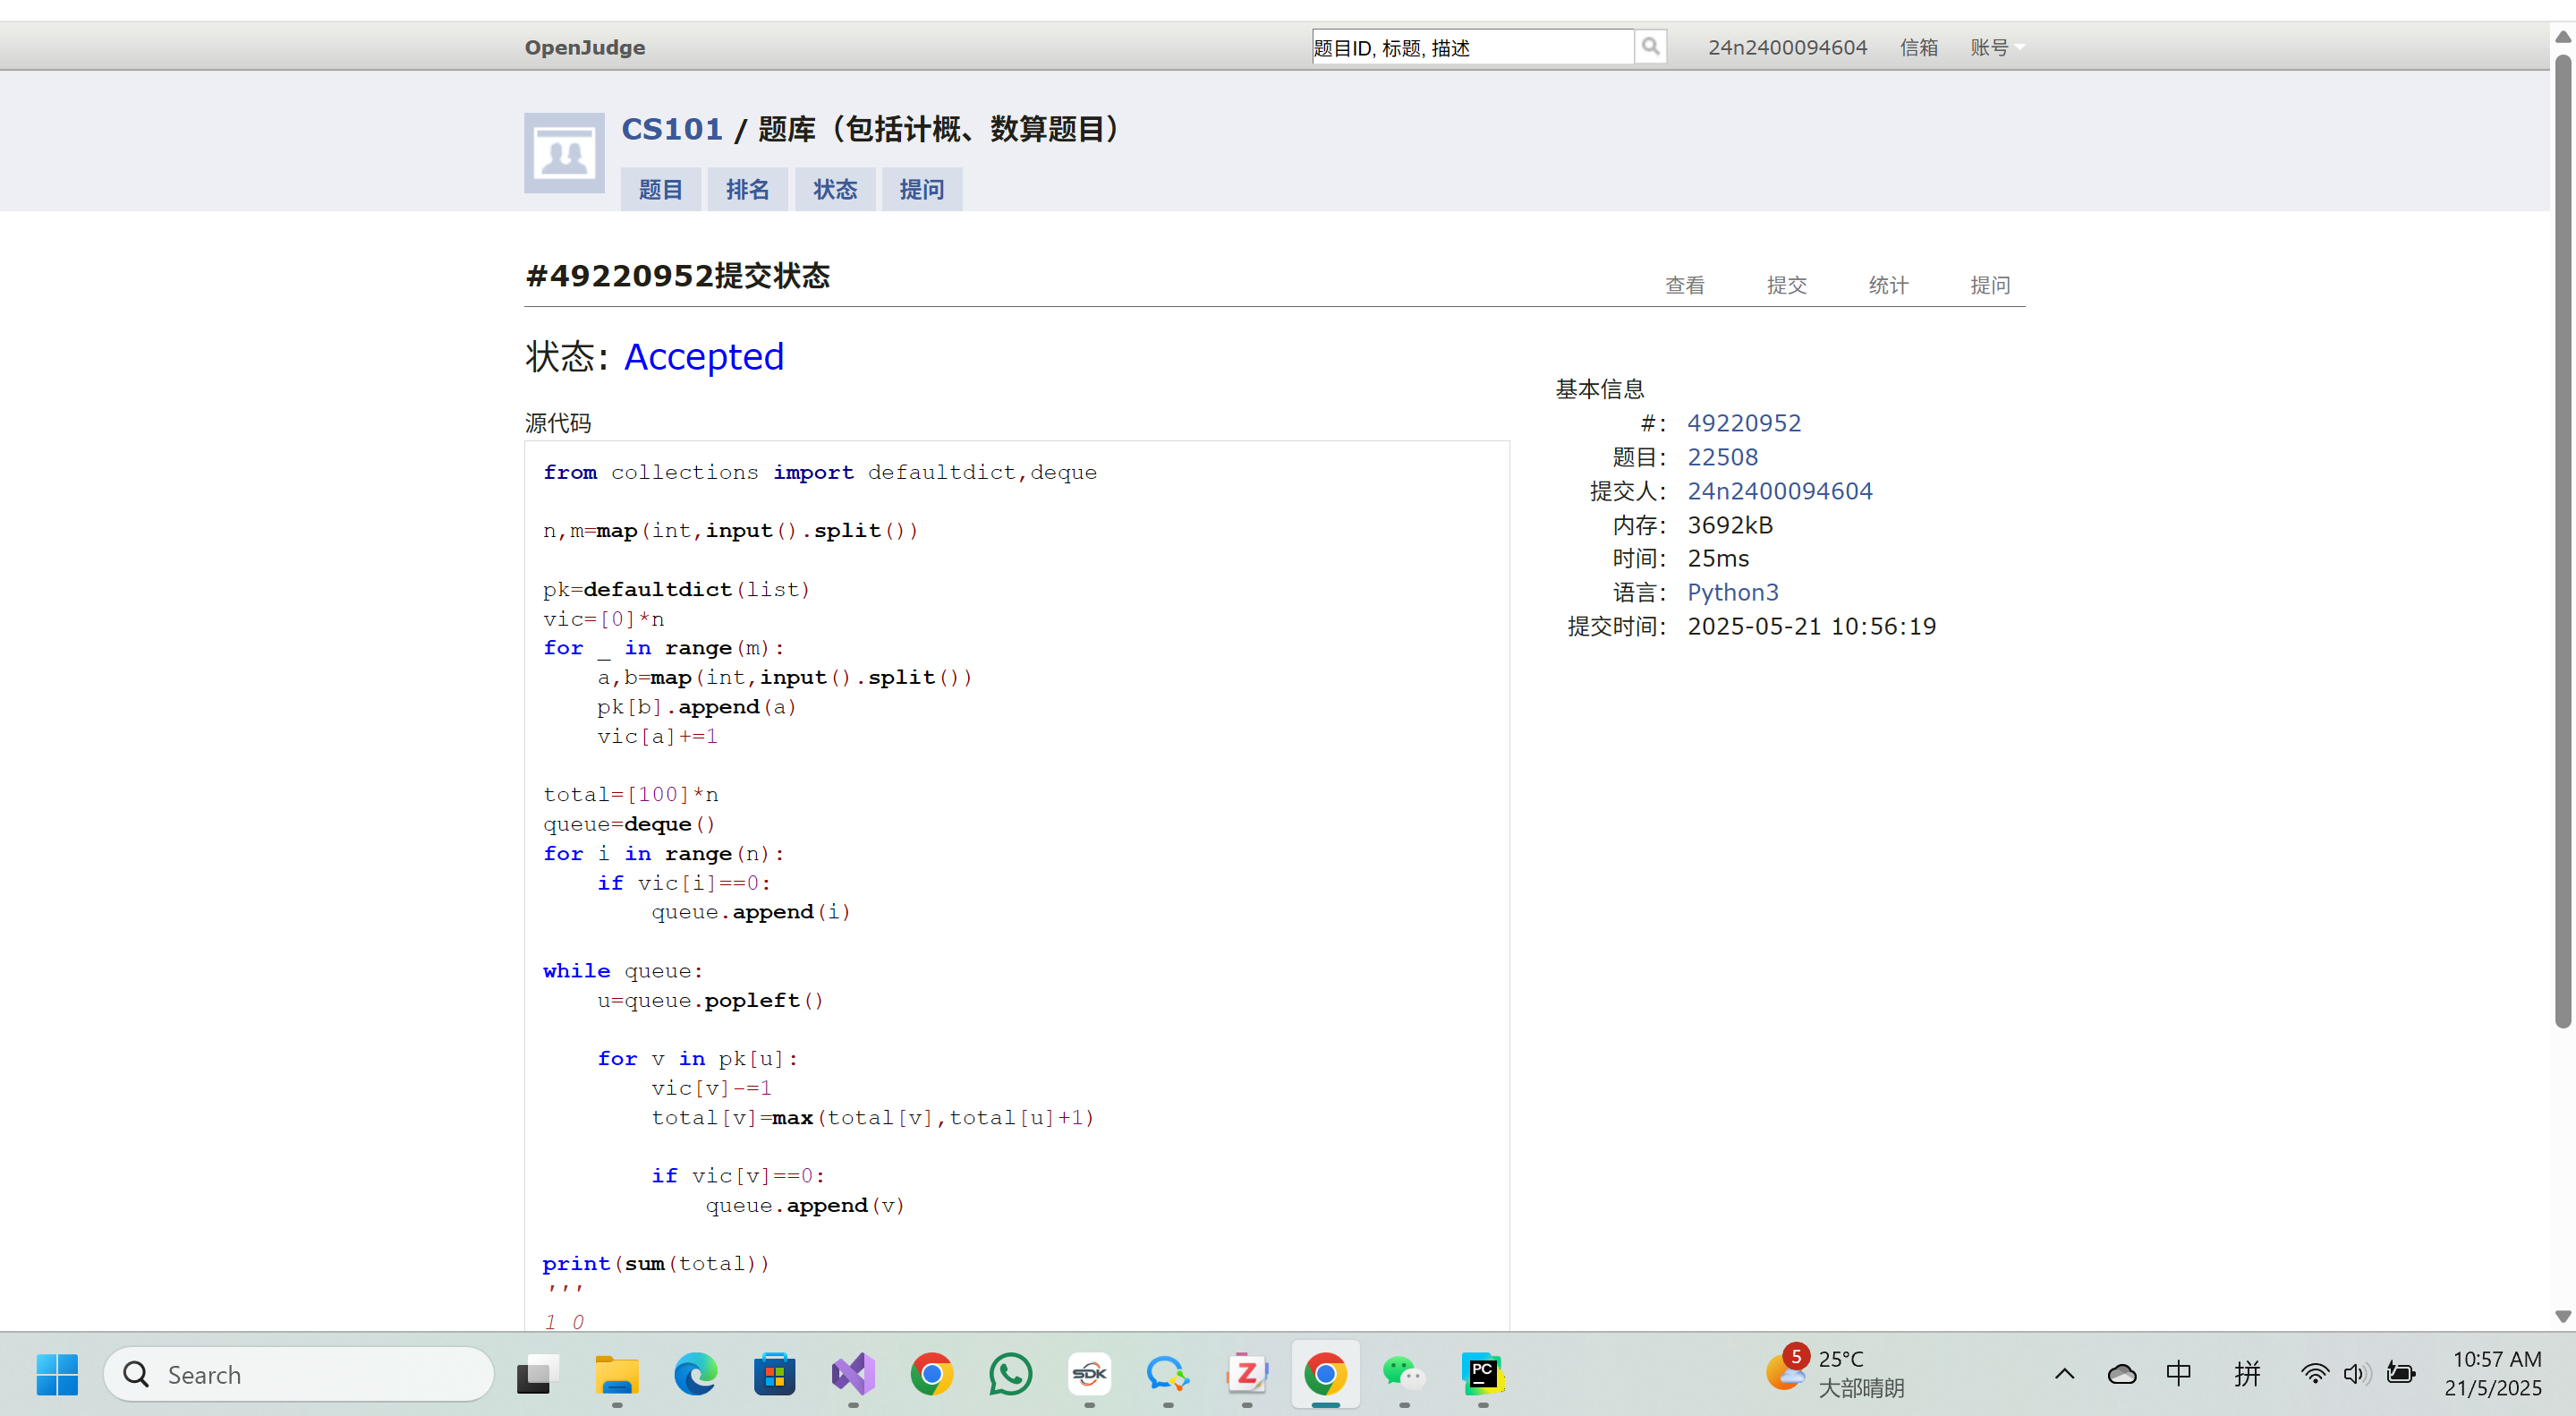 OpenJudge
题目ID, 标题, 描述
24n2400094604
信箱
账号
CS101 / 题库（包括计概、数算题目）
题目
排名
状态
提问
#49220952提交状态
查看
提交
统计
提问
状态: Accepted
源代码
from collections import defaultdict,deque
n,m=map(int,input().split())
pk=defaultdict(list)
vic=[0]*n
for _ in range(m):
    a,b=map(int,input().split())
    pk[b].append(a)
    vic[a]+=1
total=[100]*n
queue=deque()
for i in range(n):
    if vic[i]==0:
        queue.append(i)
while queue:
    u=queue.popleft()
    for v in pk[u]:
        vic[v]-=1
        total[v]=max(total[v],total[u]+1)
        if vic[v]==0:
            queue.append(v)
print(sum(total))
'''
1 0
基本信息
#: 49220952
题目: 22508
提交人: 24n2400094604
内存: 3692kB
时间: 25ms
语言: Python3
提交时间: 2025-05-21 10:56:19
Search
SDK
Z
PC
5
25°C
大部晴朗
中
拼
10:57 AM
21/5/2025